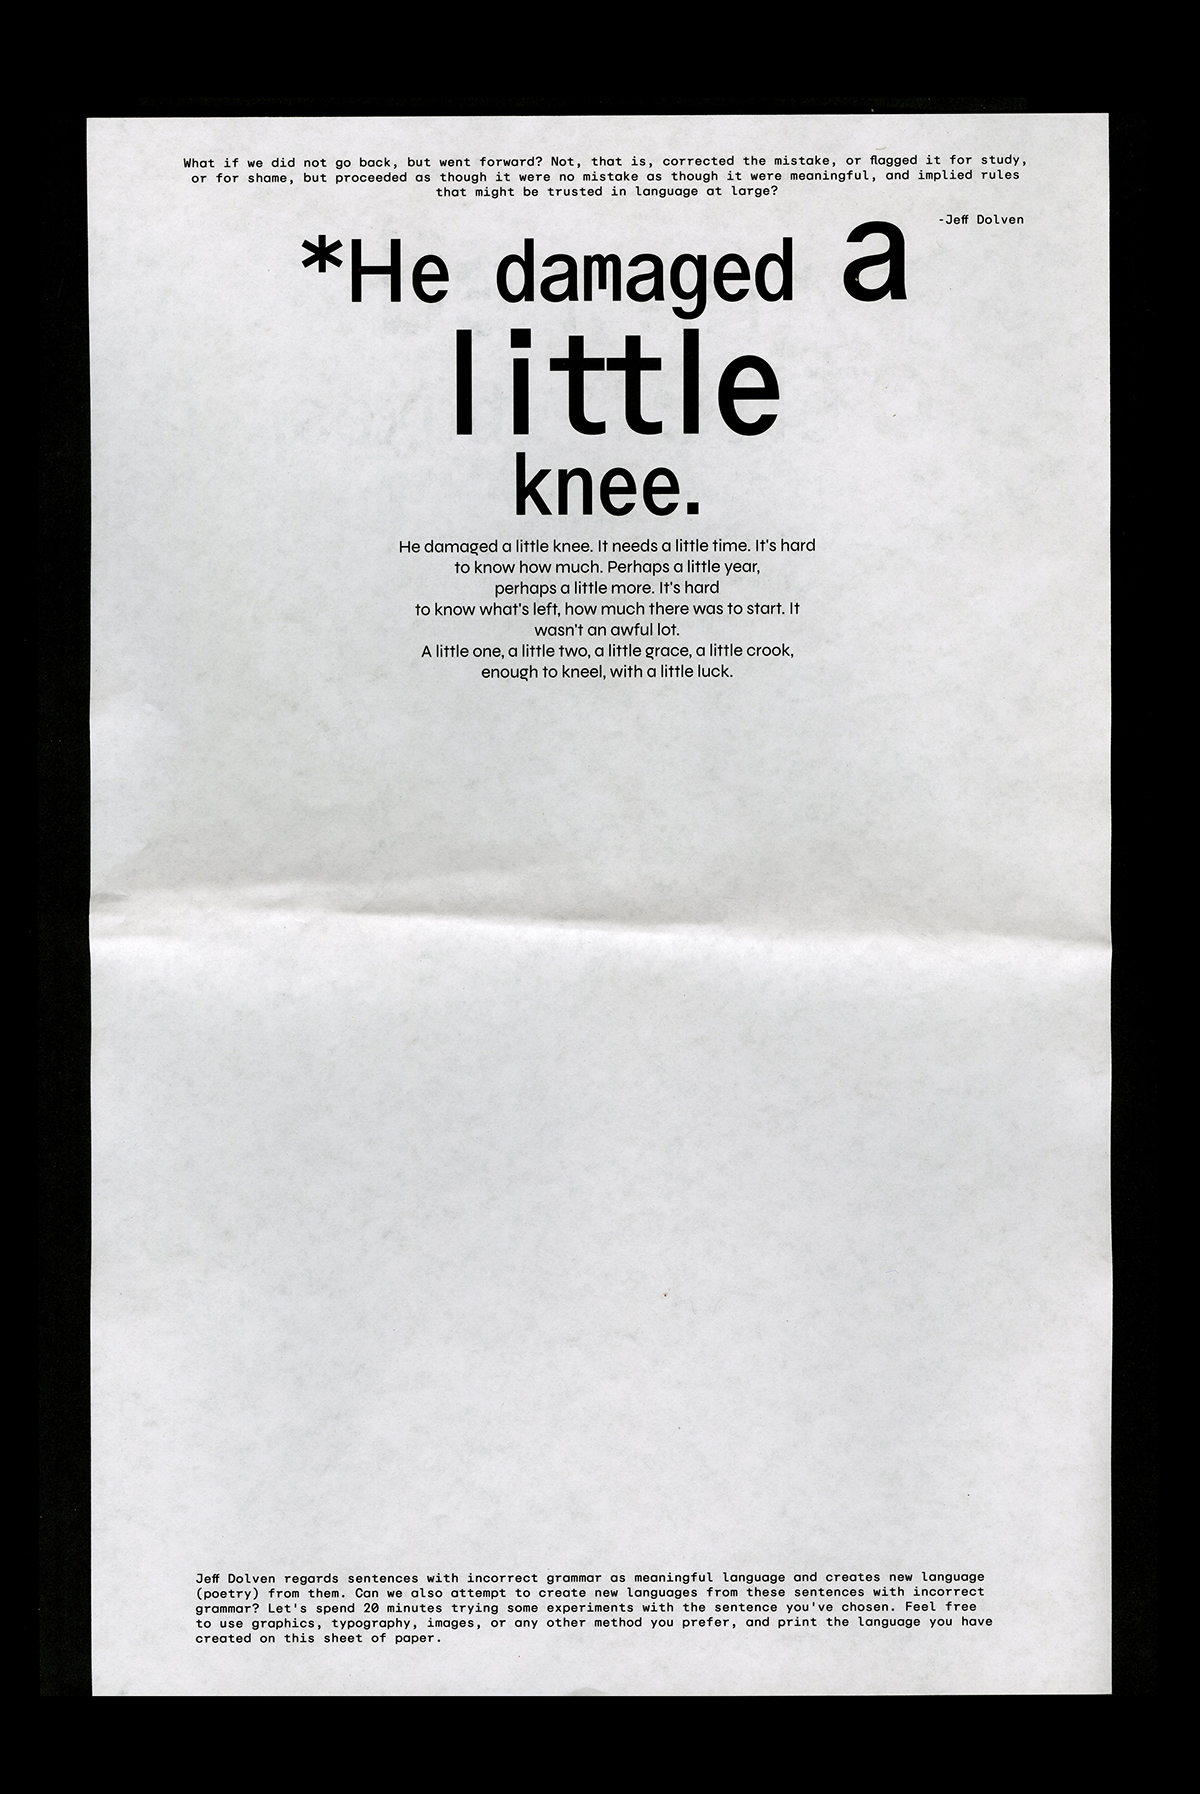 What if we did not go back, but went forward? Not, that is, corrected the mistake, or flagged it for study,
or for shame, but proceeded as though it were no mistake as though it were meaningful, and implied rules
that might be trusted in language at large?
-Jeff Dolven
*He damaged a
little
knee.
He damaged a little knee. It needs a little time. It's hard
to know how much. Perhaps a little year,
perhaps a little more. It's hard
to know what's left, how much there was to start. It
wasn't an awful lot.
A little one, a little two, a little grace, a little crook,
enough to kneel, with a little luck.
Jeff Dolven regards sentences with incorrect grammar as meaningful language and creates new language
(poetry) from them. Can we also attempt to create new languages from these sentences with incorrect
grammar? Let's spend 20 minutes trying some experiments with the sentence you've chosen. Feel free
to use graphics, typography, images, or any other method you prefer, and print the language you have
created on this sheet of paper.